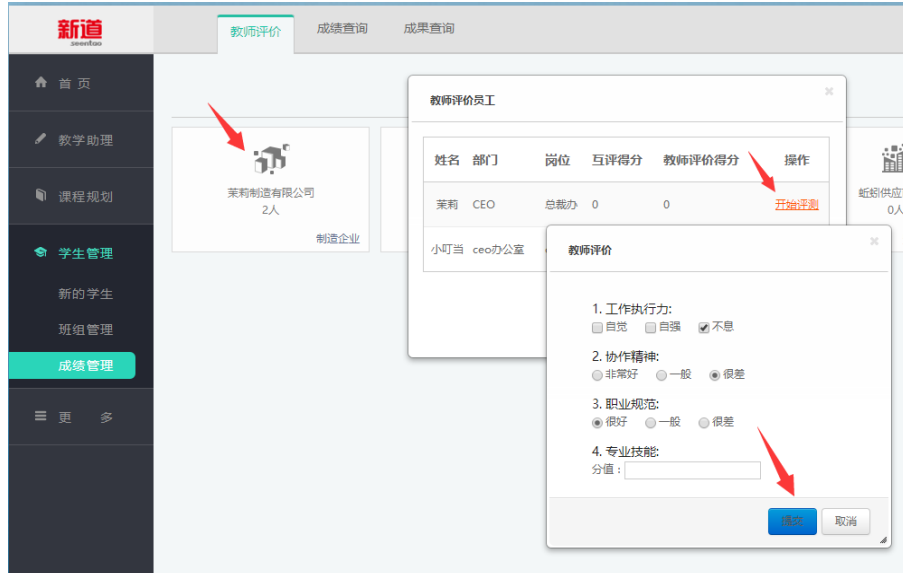 新道
seentao
教师评价
成绩查询
成果查询
首 页
教学助理
课程规划
学生管理
新的学生
班组管理
成绩管理
更 多
茉莉制造有限公司
2人
制造企业
蚯蚓供应
0人
教师评价员工
姓名 部门 岗位 互评得分 教师评价得分 操作
茉莉 CEO 总裁办 0 0 开始评测
小叮当 ceo办公室
教师评价
1. 工作执行力:
自觉 自强 不息
2. 协作精神:
非常好 一般 很差
3. 职业规范:
很好 一般 很差
4. 专业技能:
分值：
提交 取消